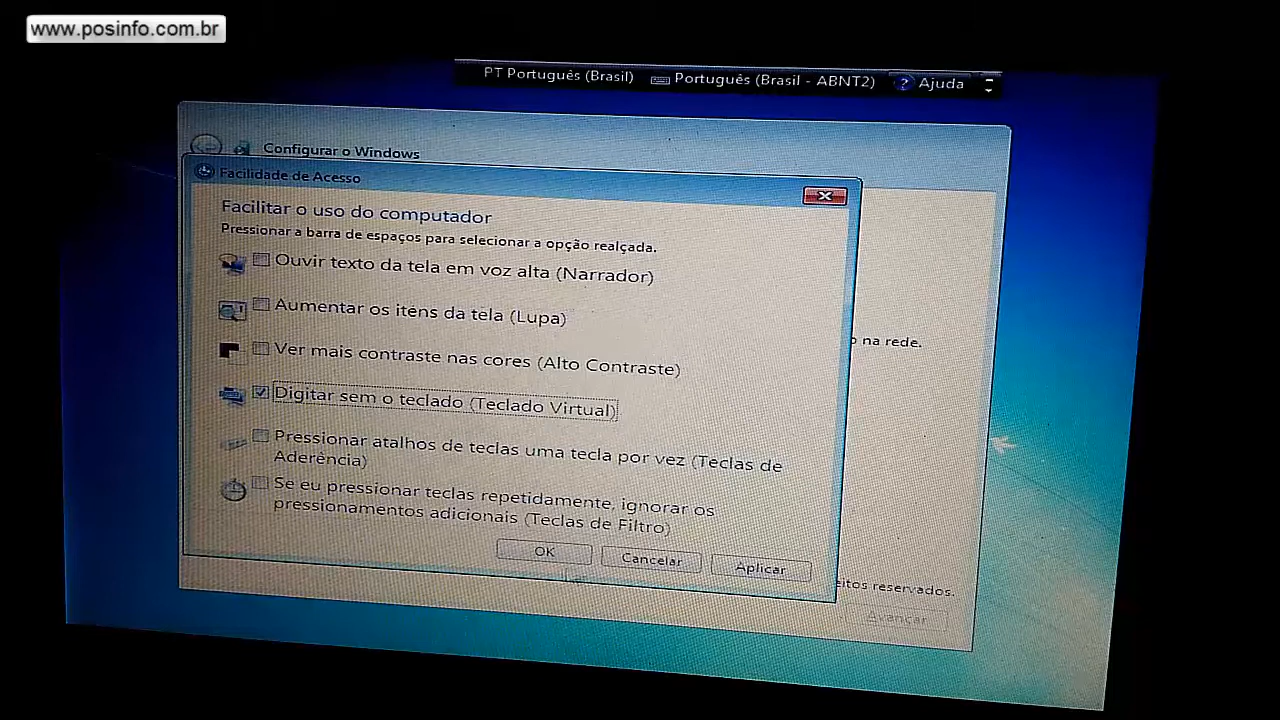 www.posinfo.com.br
PT Português (Brasil) Português (Brasil - ABNT2) ? Ajuda
Configurar o Windows
Facilidade de Acesso
Facilitar o uso do computador
Pressionar a barra de espaços para selecionar a opção realçada.
Ouvir texto da tela em voz alta (Narrador)
Aumentar os itens da tela (Lupa)
o na rede.
Ver mais contraste nas cores (Alto Contraste)
Digitar sem o teclado (Teclado Virtual)
Pressionar atalhos de teclas uma tecla por vez (Teclas de
Aderência)
Se eu pressionar teclas repetidamente, ignorar os
pressionamentos adicionais (Teclas de Filtro)
OK Cancelar Aplicar
eitos reservados.
Avançar